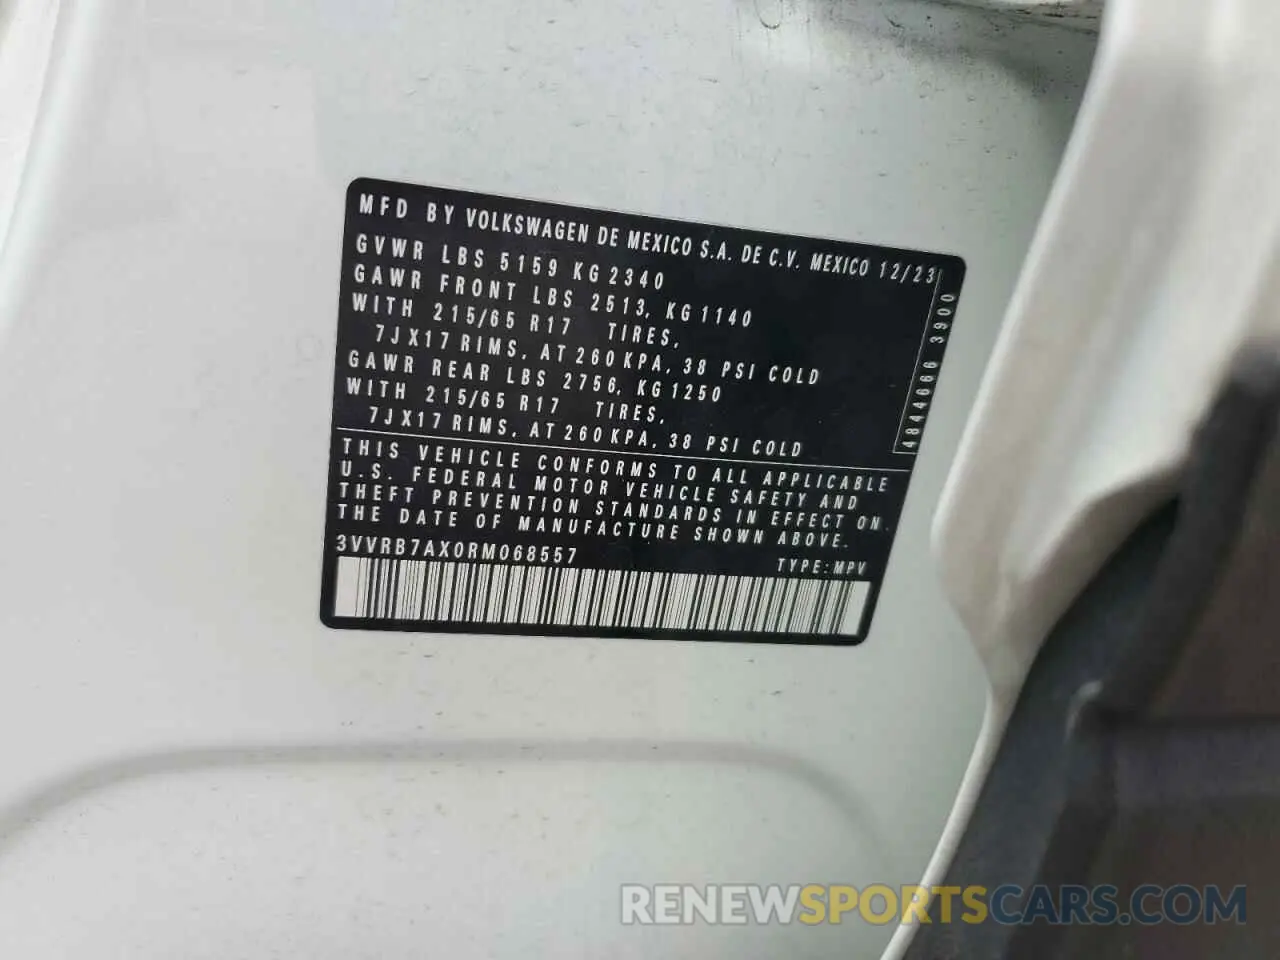 MFD BY VOLKSWAGEN DE MEXICO S.A. DE C.V. MEXICO 12/23
GVWR LBS 5159 KG 2340
GAWR FRONT LBS 2513, KG 1140
WITH 215/65 R17 TIRES,
7JX17 RIMS, AT 260 KPA, 38 PSI COLD
GAWR REAR LBS 2756, KG 1250
WITH 215/65 R17 TIRES,
7JX17 RIMS, AT 260 KPA, 38 PSI COLD
4844666 3900
THIS VEHICLE CONFORMS TO ALL APPLICABLE
U.S. FEDERAL MOTOR VEHICLE SAFETY AND
THEFT PREVENTION STANDARDS IN EFFECT ON
THE DATE OF MANUFACTURE SHOWN ABOVE.
3VVRB7AX0RM068557
TYPE: MPV
RENEWSPORTSCARS.COM